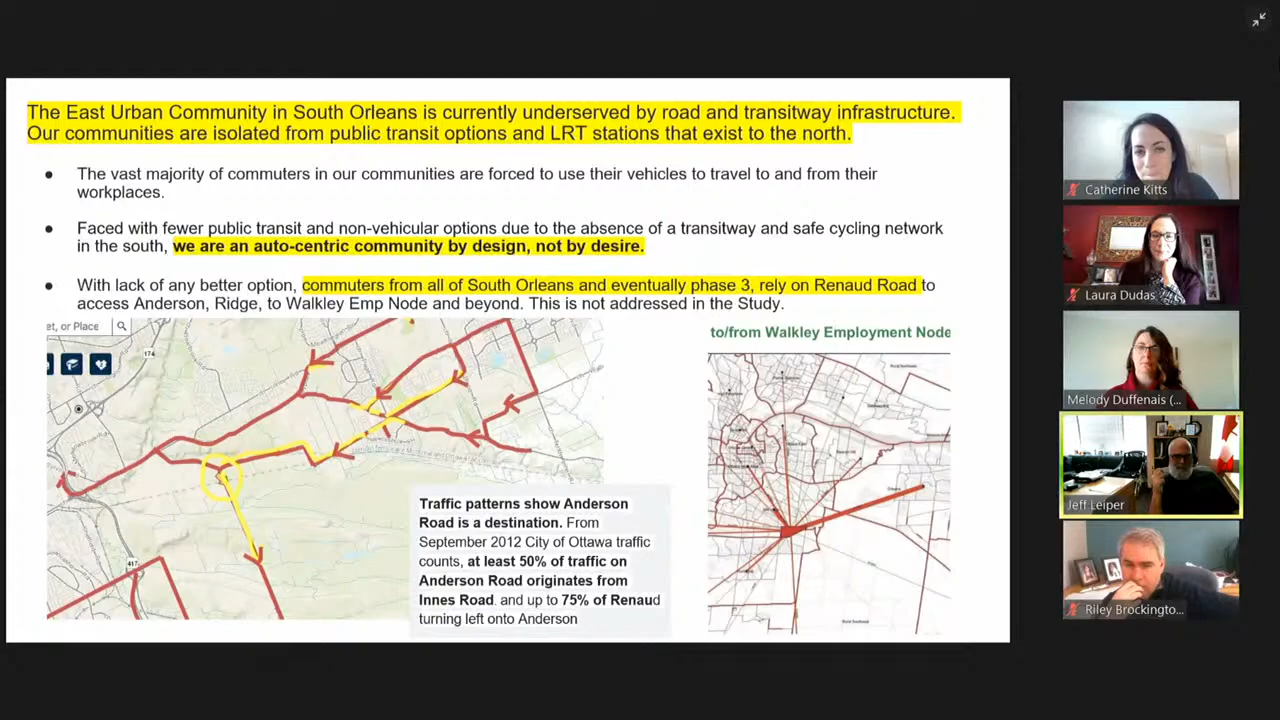 The East Urban Community in South Orleans is currently underserved by road and transitway infrastructure.
Our communities are isolated from public transit options and LRT stations that exist to the north.
● The vast majority of commuters in our communities are forced to use their vehicles to travel to and from their
workplaces.
● Faced with fewer public transit and non-vehicular options due to the absence of a transitway and safe cycling network
in the south, we are an auto-centric community by design, not by desire.
● With lack of any better option, commuters from all of South Orleans and eventually phase 3, rely on Renaud Road to
access Anderson, Ridge, to Walkley Emp Node and beyond. This is not addressed in the Study.
et, or Place
174
417
Traffic patterns show Anderson
Road is a destination. From
September 2012 City of Ottawa traffic
counts, at least 50% of traffic on
Anderson Road originates from
Innes Road, and up to 75% of Renaud
turning left onto Anderson
to/from Walkley Employment Node
Catherine Kitts
Laura Dudas
Melody Duffenais (...
Jeff Leiper
Riley Brockingto...